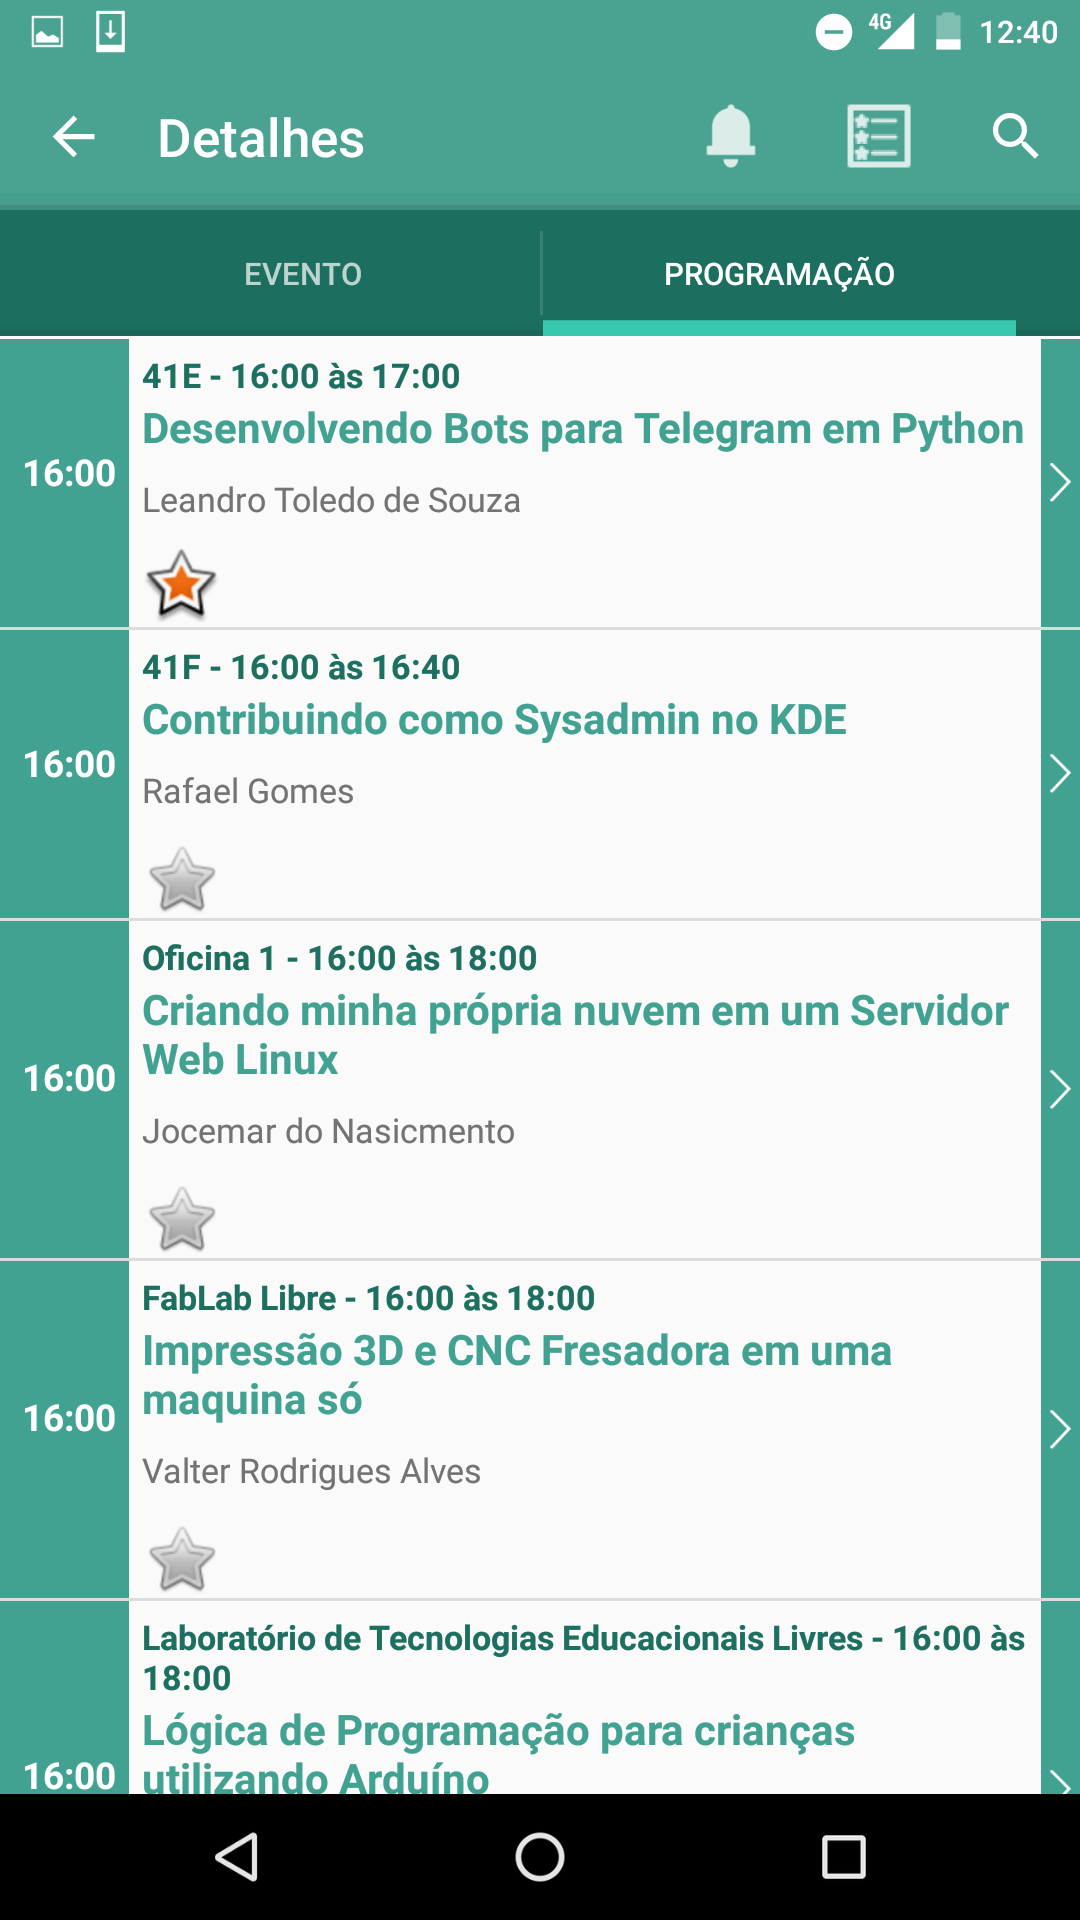 4G 12:40
Detalhes
EVENTO PROGRAMAÇÃO
41E - 16:00 às 17:00
Desenvolvendo Bots para Telegram em Python
16:00
Leandro Toledo de Souza
41F - 16:00 às 16:40
Contribuindo como Sysadmin no KDE
16:00
Rafael Gomes
Oficina 1 - 16:00 às 18:00
Criando minha própria nuvem em um Servidor
Web Linux
16:00
Jocemar do Nasicmento
FabLab Libre - 16:00 às 18:00
Impressão 3D e CNC Fresadora em uma
maquina só
16:00
Valter Rodrigues Alves
Laboratório de Tecnologias Educacionais Livres - 16:00 às
18:00
Lógica de Programação para crianças
utilizando Arduíno
16:00